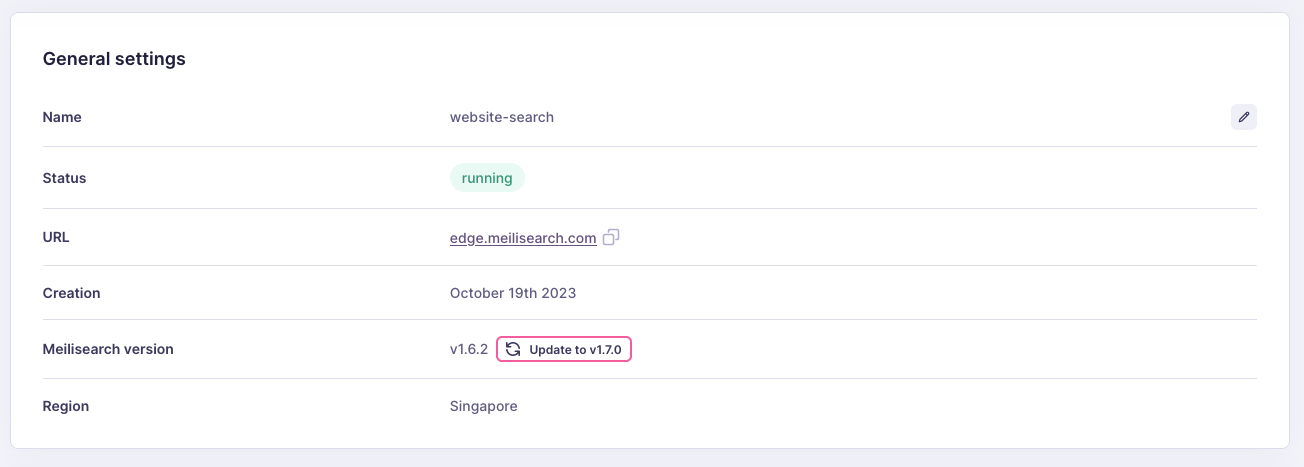 General settings
Name website-search
Status running
URL edge.meilisearch.com
Creation October 19th 2023
Meilisearch version v1.6.2 Update to v1.7.0
Region Singapore